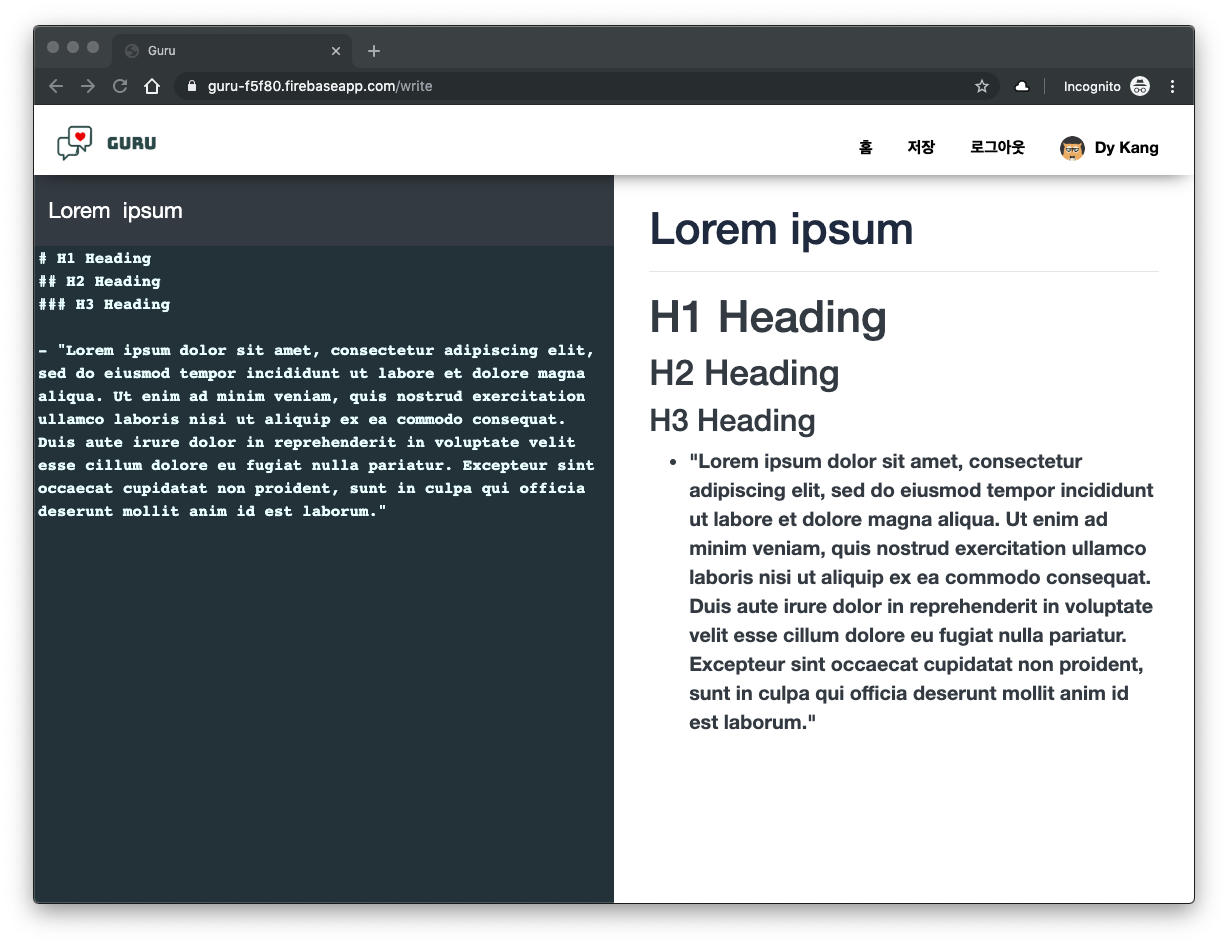 Guru
guru-f5f80.firebaseapp.com/write
Incognito
GURU
홈
저장
로그아웃
Dy Kang
Lorem  ipsum
# H1 Heading
## H2 Heading
### H3 Heading
- "Lorem ipsum dolor sit amet, consectetur adipiscing elit,
sed do eiusmod tempor incididunt ut labore et dolore magna
aliqua. Ut enim ad minim veniam, quis nostrud exercitation
ullamco laboris nisi ut aliquip ex ea commodo consequat.
Duis aute irure dolor in reprehenderit in voluptate velit
esse cillum dolore eu fugiat nulla pariatur. Excepteur sint
occaecat cupidatat non proident, sunt in culpa qui officia
deserunt mollit anim id est laborum."
Lorem ipsum
H1 Heading
H2 Heading
H3 Heading
• "Lorem ipsum dolor sit amet, consectetur
adipiscing elit, sed do eiusmod tempor incididunt
ut labore et dolore magna aliqua. Ut enim ad
minim veniam, quis nostrud exercitation ullamco
laboris nisi ut aliquip ex ea commodo consequat.
Duis aute irure dolor in reprehenderit in voluptate
velit esse cillum dolore eu fugiat nulla pariatur.
Excepteur sint occaecat cupidatat non proident,
sunt in culpa qui officia deserunt mollit anim id
est laborum."